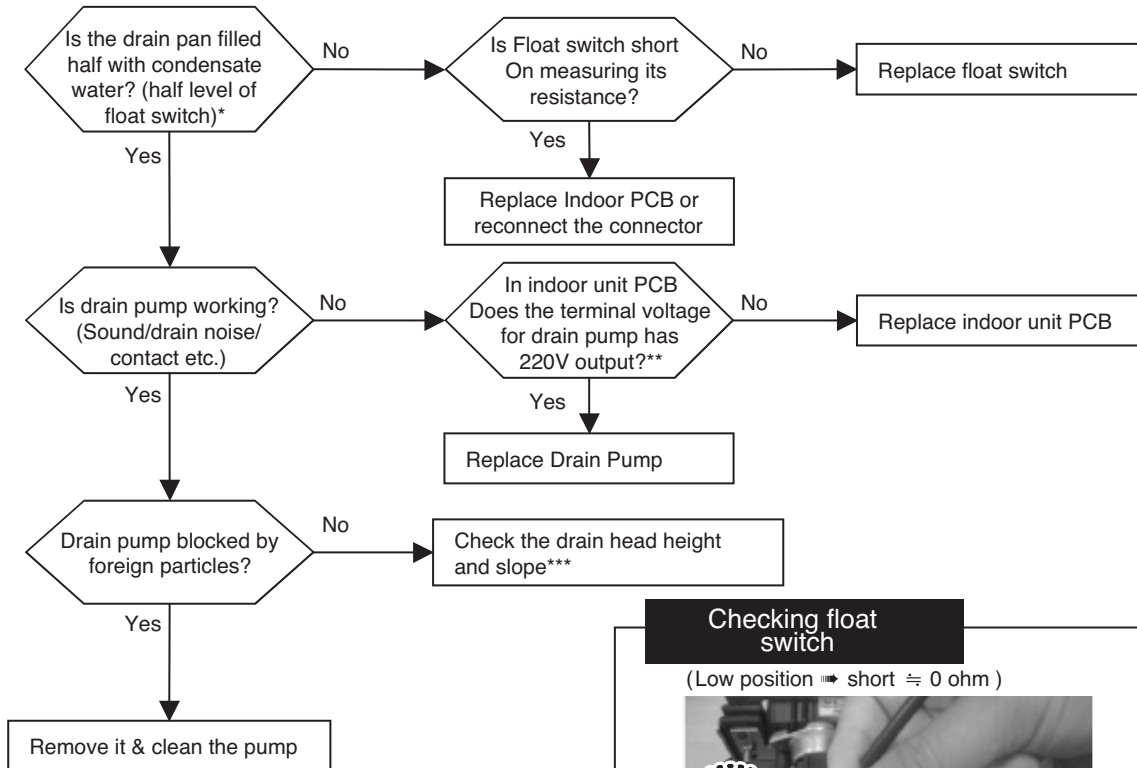 Is the drain pan filled
half with condensate
water? (half level of
float switch)*
No
Is Float switch short
On measuring its
resistance?
No
Replace float switch
Yes
Yes
Replace Indoor PCB or
reconnect the connector
Is drain pump working?
(Sound/drain noise/
contact etc.)
No
In indoor unit PCB
Does the terminal voltage
for drain pump has
220V output?**
No
Replace indoor unit PCB
Yes
Yes
Replace Drain Pump
Drain pump blocked by
foreign particles?
No
Check the drain head height
and slope***
Yes
Remove it & clean the pump
Checking float
switch
(Low position ➠ short ≒ 0 ohm )